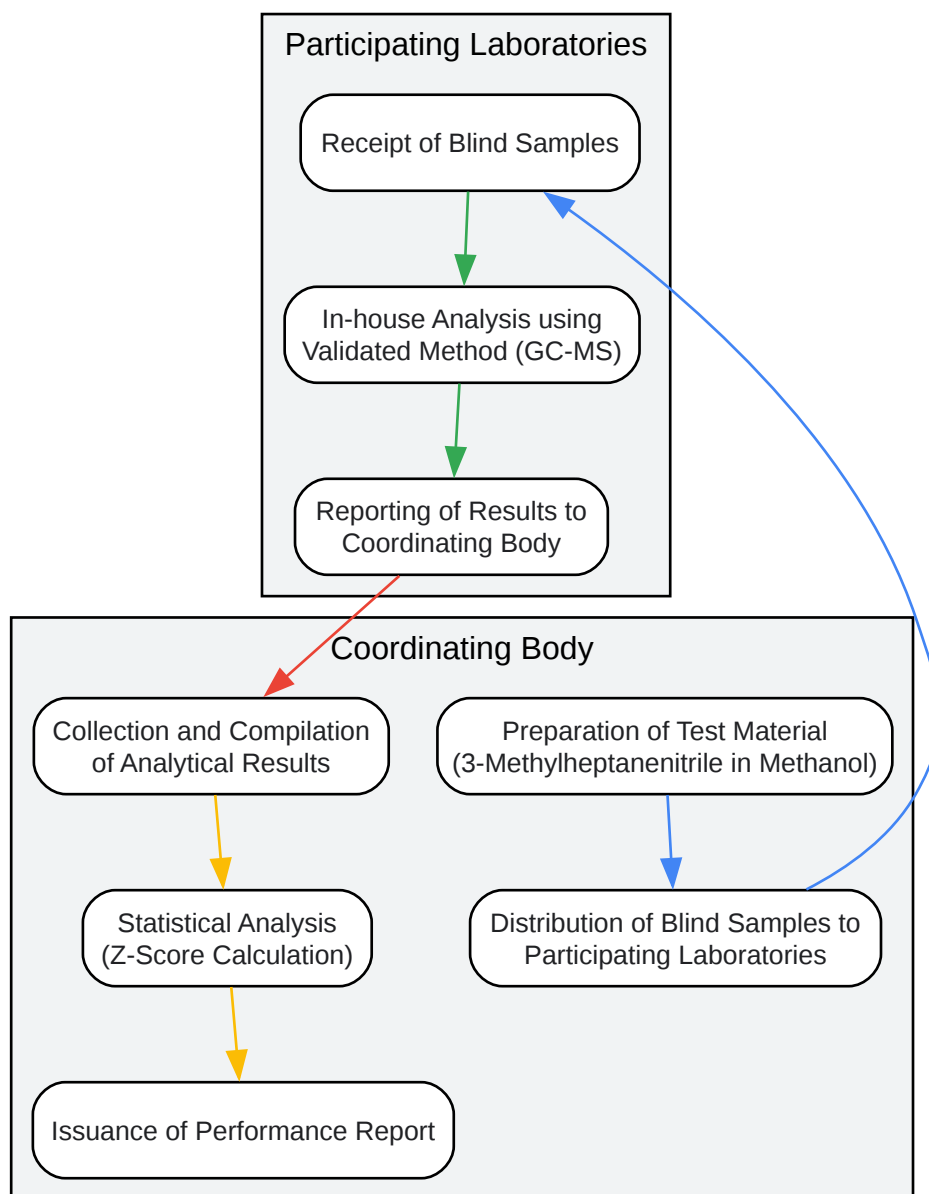 Participating Laboratories
Receipt of Blind Samples
In-house Analysis using
Validated Method (GC-MS)
Reporting of Results to
Coordinating Body
Coordinating Body
Collection and Compilation
of Analytical Results
Preparation of Test Material
(3-Methylheptanenitrile in Methanol)
Statistical Analysis
(Z-Score Calculation)
Distribution of Blind Samples to
Participating Laboratories
Issuance of Performance Report